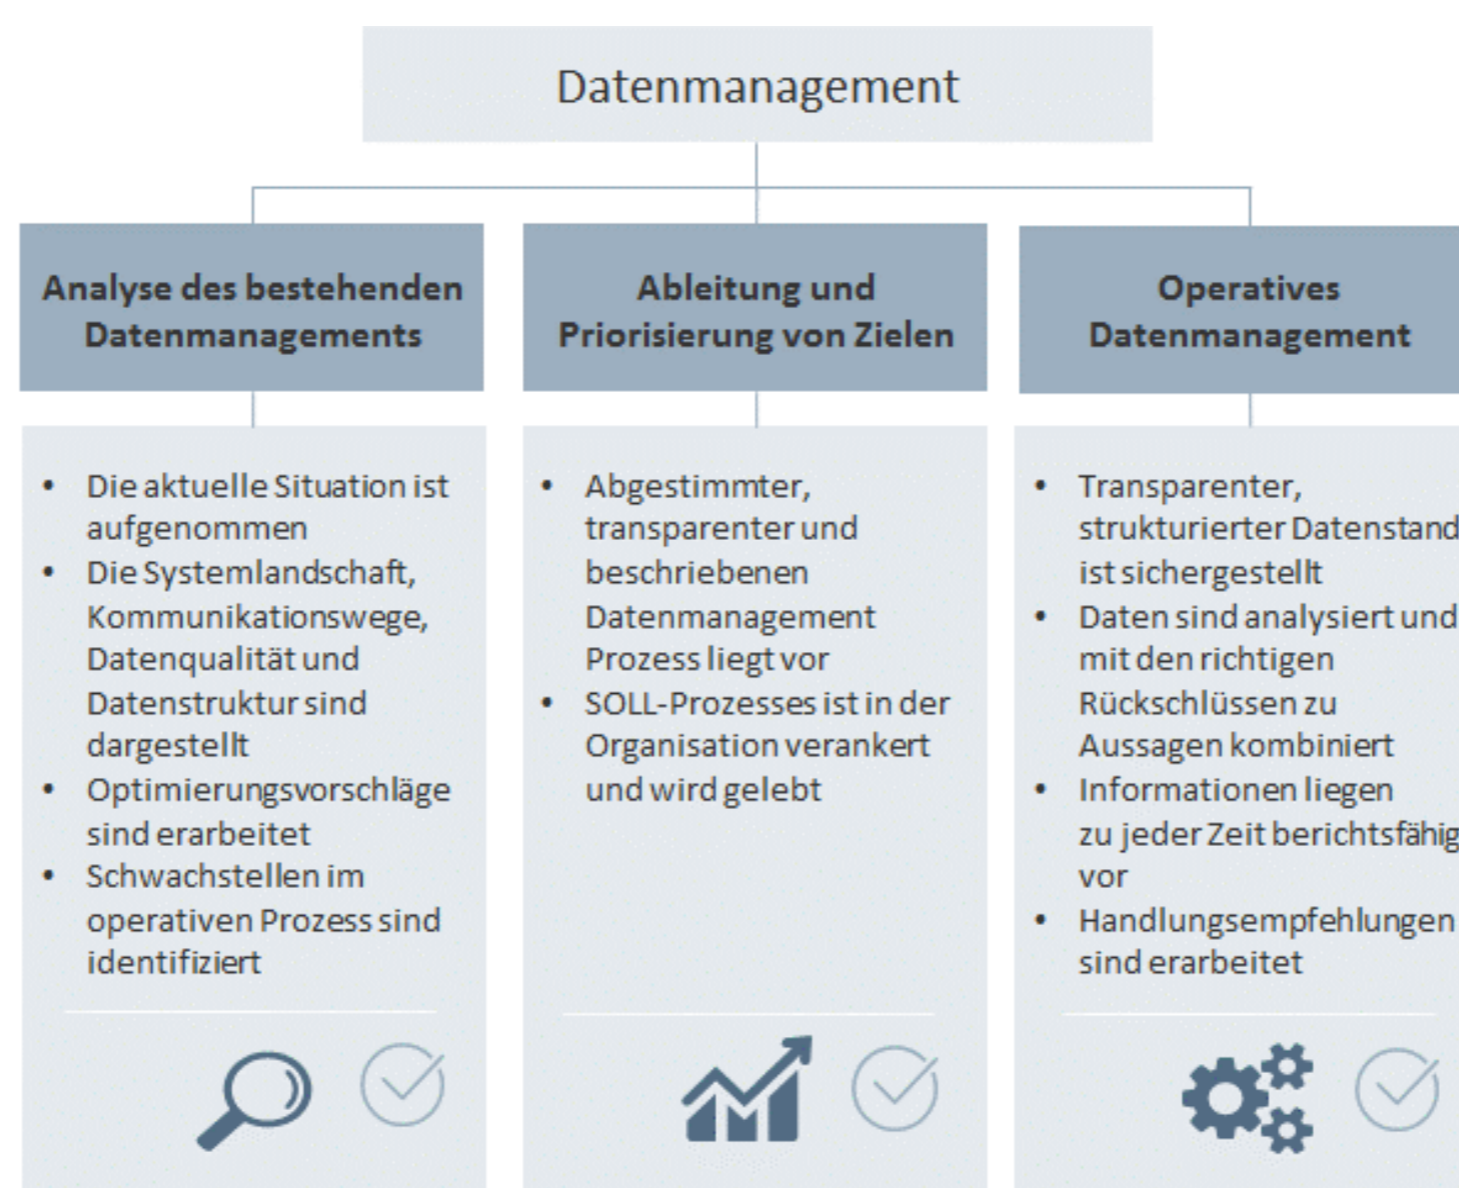 Datenmanagement
Analyse des bestehenden
Datenmanagements
• Die aktuelle Situation ist
aufgenommen
• Die Systemlandschaft,
Kommunikationswege,
Datenqualität und
Datenstruktur sind
dargestellt
• Optimierungsvorschläge
sind erarbeitet
• Schwachstellen im
operativen Prozess sind
identifiziert
Ableitung und
Priorisierung von Zielen
• Abgestimmter,
transparenter und
beschriebenen
Datenmanagement
Prozess liegt vor
• SOLL-Prozesses ist in der
Organisation verankert
und wird gelebt
Operatives
Datenmanagement
• Transparenter,
strukturierter Datenstand
ist sichergestellt
• Daten sind analysiert und
mit den richtigen
Rückschlüssen zu
Aussagen kombiniert
• Informationen liegen
zu jeder Zeit berichtsfähig
vor
• Handlungsempfehlungen
sind erarbeitet